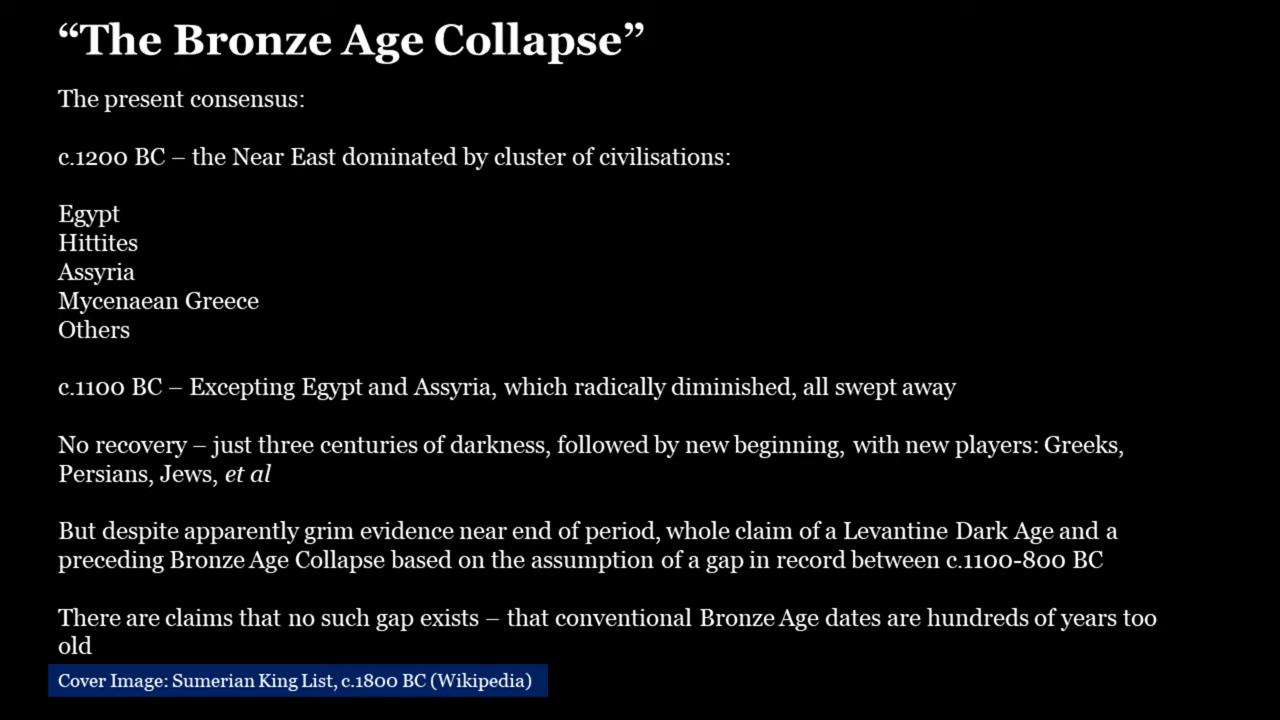 “The Bronze Age Collapse”
The present consensus:
c.1200 BC – the Near East dominated by cluster of civilisations:
Egypt
Hittites
Assyria
Mycenaean Greece
Others
c.1100 BC – Excepting Egypt and Assyria, which radically diminished, all swept away
No recovery – just three centuries of darkness, followed by new beginning, with new players: Greeks,
Persians, Jews, et al
But despite apparently grim evidence near end of period, whole claim of a Levantine Dark Age and a
preceding Bronze Age Collapse based on the assumption of a gap in record between c.1100-800 BC
There are claims that no such gap exists – that conventional Bronze Age dates are hundreds of years too
old
Cover Image: Sumerian King List, c.1800 BC (Wikipedia)